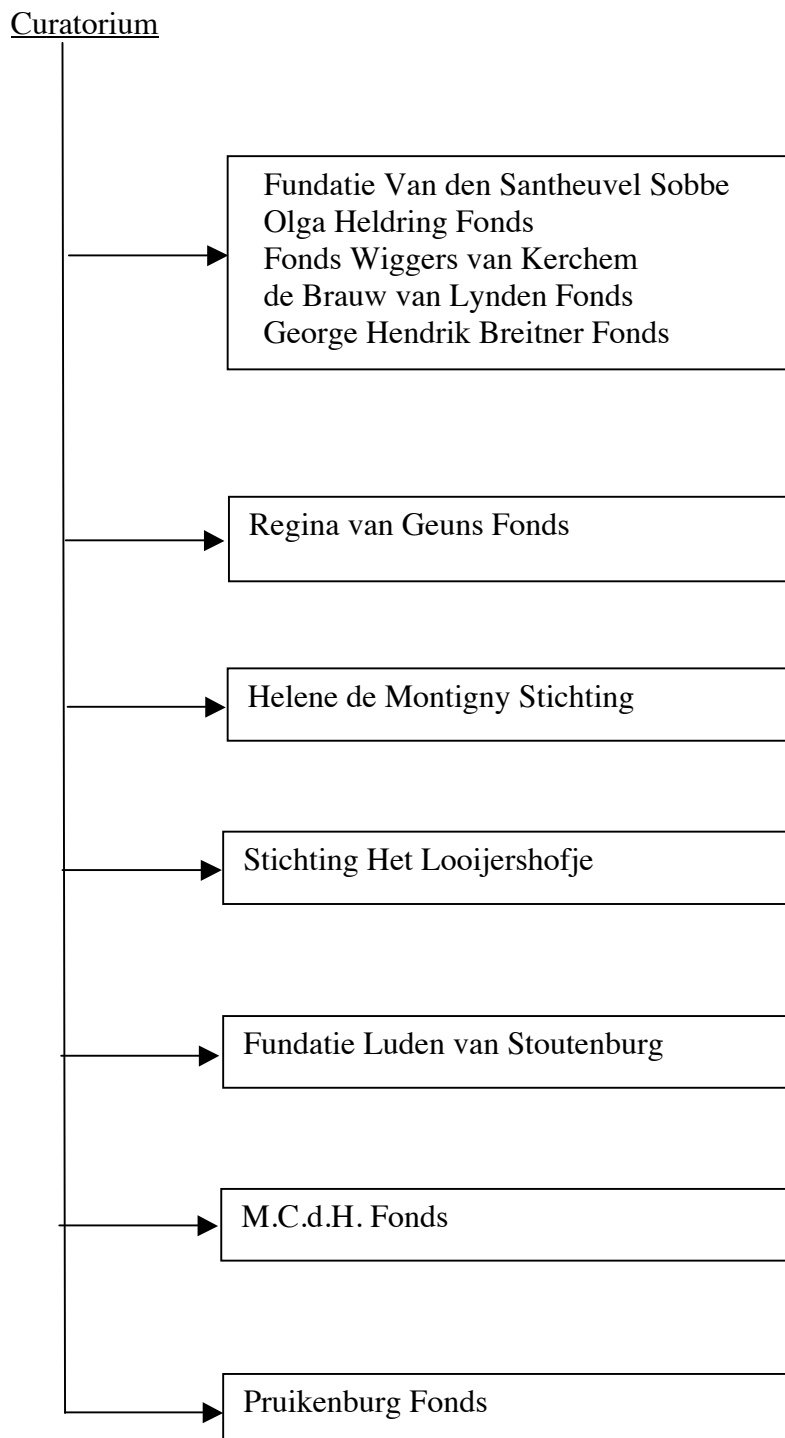 Curatorium
Fundatie Van den Santheuvel Sobbe
Olga Heldring Fonds
Fonds Wiggers van Kerchem
de Brauw van Lynden Fonds
George Hendrik Breitner Fonds
Regina van Geuns Fonds
Helene de Montigny Stichting
Stichting Het Looijershofje
Fundatie Luden van Stoutenburg
M.C.d.H. Fonds
Pruikenburg Fonds